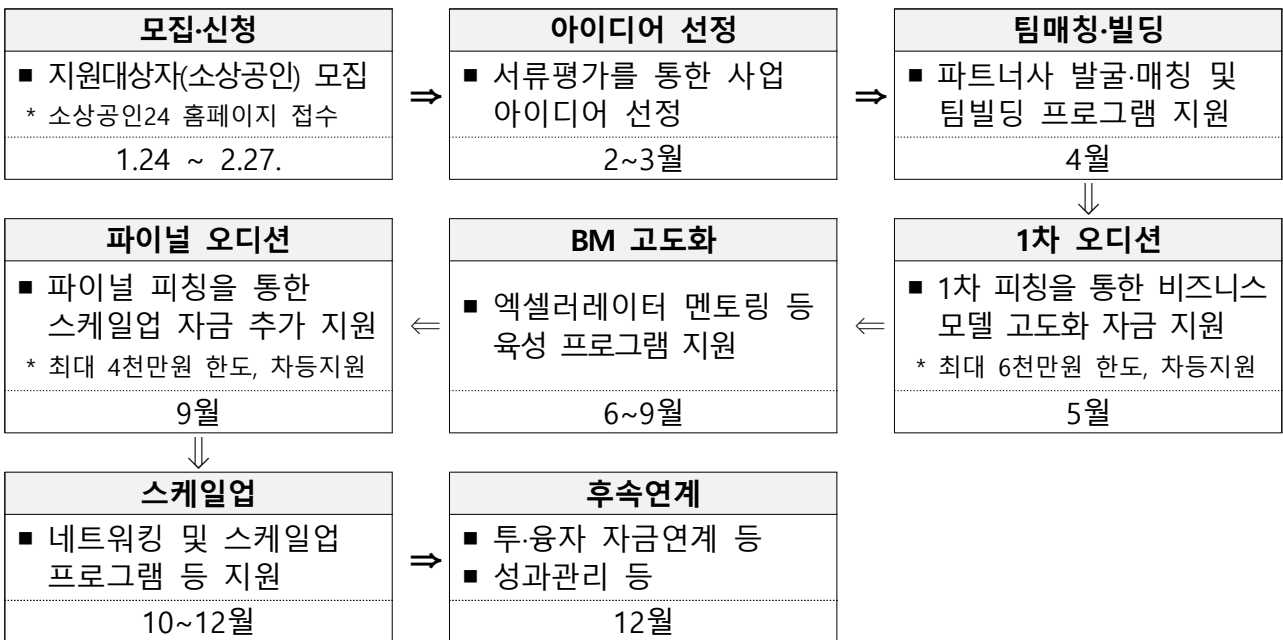 모집·신청
■ 지원대상자(소상공인) 모집
* 소상공인24 홈페이지 접수
1.24 ~ 2.27.
⇒
아이디어 선정
■ 서류평가를 통한 사업
아이디어 선정
2~3월
⇒
팀매칭·빌딩
■ 파트너사 발굴·매칭 및
팀빌딩 프로그램 지원
4월
⇓
1차 오디션
■ 1차 피칭을 통한 비즈니스
모델 고도화 자금 지원
* 최대 6천만원 한도, 차등지원
5월
⇐
BM 고도화
■ 엑셀러레이터 멘토링 등
육성 프로그램 지원
6~9월
⇐
파이널 오디션
■ 파이널 피칭을 통한
스케일업 자금 추가 지원
* 최대 4천만원 한도, 차등지원
9월
⇓
스케일업
■ 네트워킹 및 스케일업
프로그램 등 지원
10~12월
⇒
후속연계
■ 투·융자 자금연계 등
■ 성과관리 등
12월